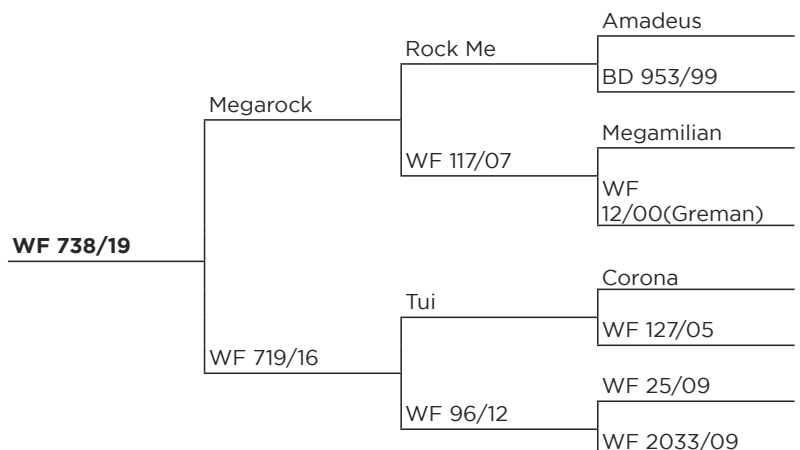 Amadeus
Rock Me
BD 953/99
Megarock
Megamilian
WF 117/07
WF
12/00(Greman)
WF 738/19
Corona
Tui
WF 127/05
WF 719/16
WF 25/09
WF 96/12
WF 2033/09